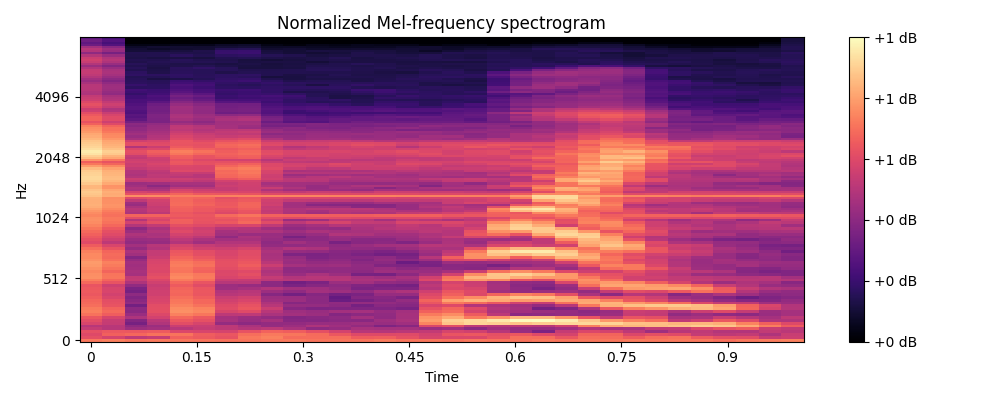 Normalized Mel-frequency spectrogram
Hz
4096
2048
1024
512
0
0 0.15 0.3 0.45 0.6 0.75 0.9
Time
+1 dB
+1 dB
+1 dB
+0 dB
+0 dB
+0 dB